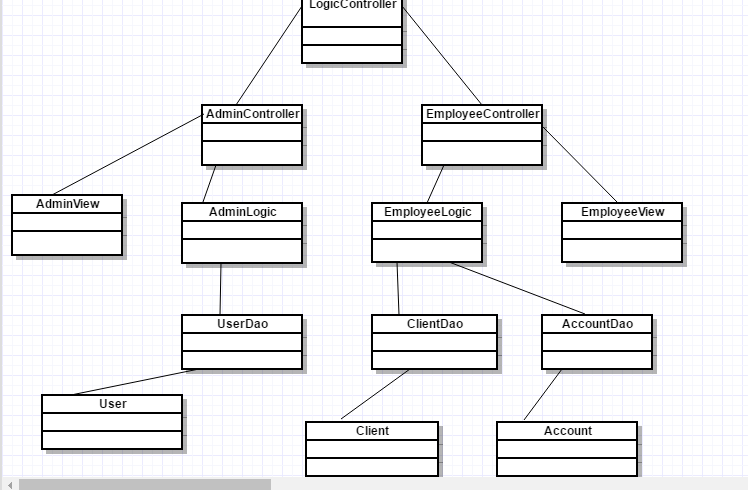 LogicController
AdminController
EmployeeController
AdminView
AdminLogic
EmployeeLogic
EmployeeView
UserDao
ClientDao
AccountDao
User
Client
Account